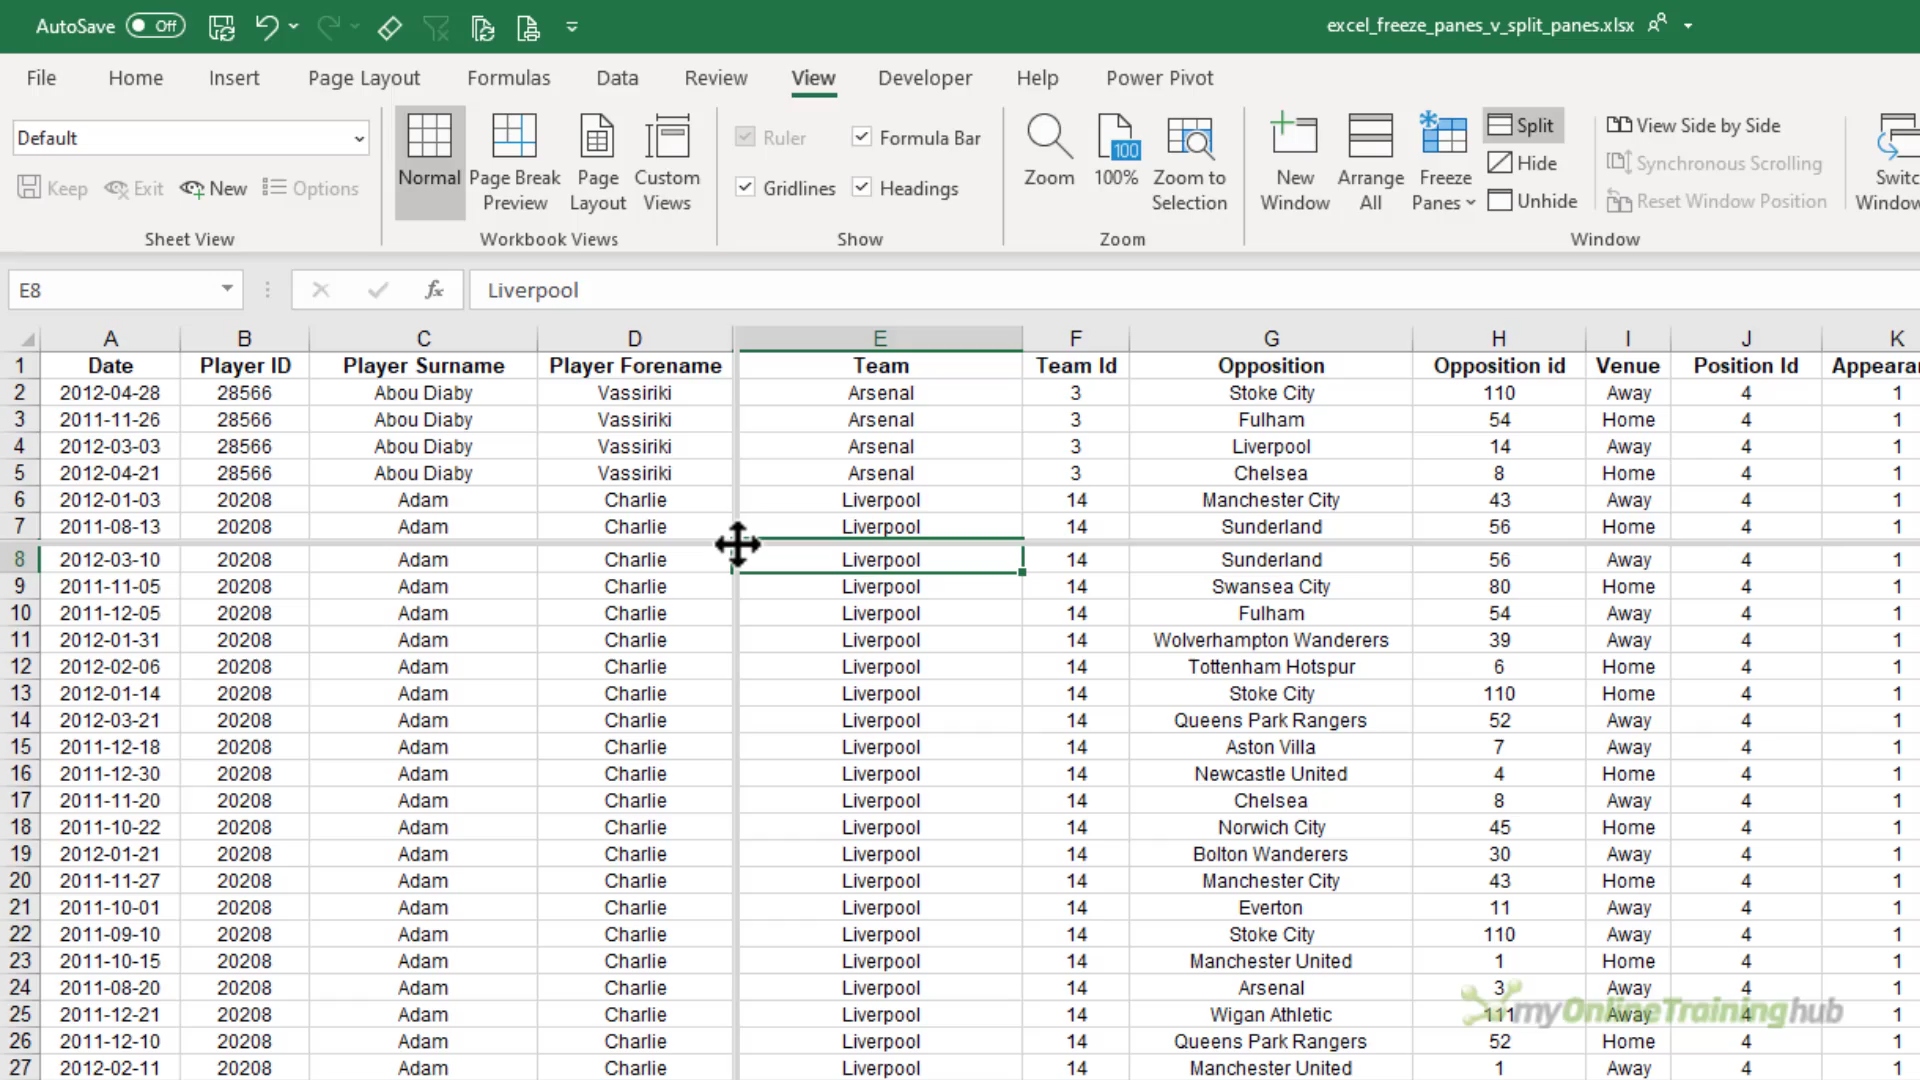 AutoSave Off excel_freeze_panes_v_split_panes.xlsx
File Home Insert Page Layout Formulas Data Review View Developer Help Power Pivot
Default
Keep Exit New Options
Sheet View
Normal Page Break Preview Page Layout Custom Views
Workbook Views
Ruler Formula Bar
Gridlines Headings
Show
Zoom 100 100% Zoom to Selection
Zoom
New Window Arrange All Freeze Panes
Split
Hide
Unhide
View Side by Side
Synchronous Scrolling
Reset Window Position
Window
E8 fx Liverpool
A B C D E F G H I J K
1 Date Player ID Player Surname Player Forename Team Team Id Opposition Opposition id Venue Position Id
2 2012-04-28 28566 Abou Diaby Vassiriki Arsenal 3 Stoke City 110 Away 4 1
3 2011-11-26 28566 Abou Diaby Vassiriki Arsenal 3 Fulham 54 Home 4 1
4 2012-03-03 28566 Abou Diaby Vassiriki Arsenal 3 Liverpool 14 Away 4 1
5 2012-04-21 28566 Abou Diaby Vassiriki Arsenal 3 Chelsea 8 Home 4 1
6 2012-01-03 20208 Adam Charlie Liverpool 14 Manchester City 43 Away 4 1
7 2011-08-13 20208 Adam Charlie Liverpool 14 Sunderland 56 Home 4 1
8 2012-03-10 20208 Adam Charlie Liverpool 14 Sunderland 56 Away 4 1
9 2011-11-05 20208 Adam Charlie Liverpool 14 Swansea City 80 Home 4 1
10 2011-12-05 20208 Adam Charlie Liverpool 14 Fulham 54 Away 4 1
11 2012-01-31 20208 Adam Charlie Liverpool 14 Wolverhampton Wanderers 39 Away 4 1
12 2012-02-06 20208 Adam Charlie Liverpool 14 Tottenham Hotspur 6 Home 4 1
13 2012-01-14 20208 Adam Charlie Liverpool 14 Stoke City 110 Home 4 1
14 2012-03-21 20208 Adam Charlie Liverpool 14 Queens Park Rangers 52 Away 4 1
15 2011-12-18 20208 Adam Charlie Liverpool 14 Aston Villa 7 Away 4 1
16 2011-12-30 20208 Adam Charlie Liverpool 14 Newcastle United 4 Home 4 1
17 2011-11-20 20208 Adam Charlie Liverpool 14 Chelsea 8 Away 4 1
18 2011-10-22 20208 Adam Charlie Liverpool 14 Norwich City 45 Home 4 1
19 2012-01-21 20208 Adam Charlie Liverpool 14 Bolton Wanderers 30 Away 4 1
20 2011-11-27 20208 Adam Charlie Liverpool 14 Manchester City 43 Home 4 1
21 2011-10-01 20208 Adam Charlie Liverpool 14 Everton 11 Away 4 1
22 2011-09-10 20208 Adam Charlie Liverpool 14 Stoke City 110 Away 4 1
23 2011-10-15 20208 Adam Charlie Liverpool 14 Manchester United 1 Home 4 1
24 2011-08-20 20208 Adam Charlie Liverpool 14 Arsenal 3 Away 4 1
25 2011-12-21 20208 Adam Charlie Liverpool 14 Wigan Athletic 111 Away 4 1
myOnlineTraininghub
26 2011-12-10 20208 Adam Charlie Liverpool 14 Queens Park Rangers 52 Home 4 1
27 2012-02-11 20208 Adam Charlie Liverpool 14 Manchester United 1 Away 4 1